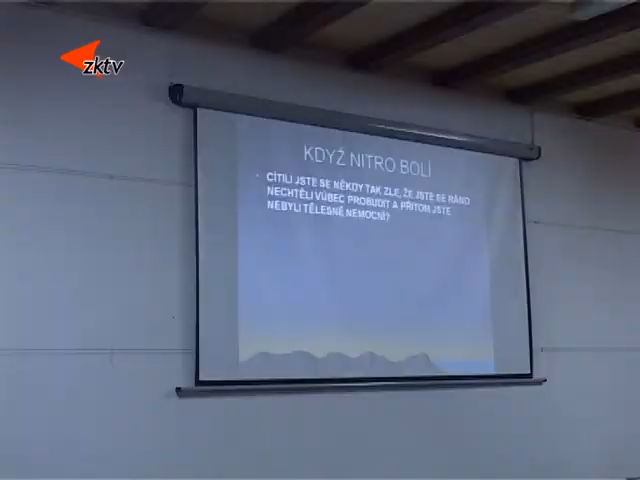 zktv
KDYŽ NITRO BOLÍ
• CÍTILI JSTE SE NĚKDY TAK ZLE, ŽE JSTE SE RÁNO
NECHTĚLI VŮBEC PROBUDIT A PŘITOM JSTE
NEBYLI TĚLESNĚ NEMOCNÍ?